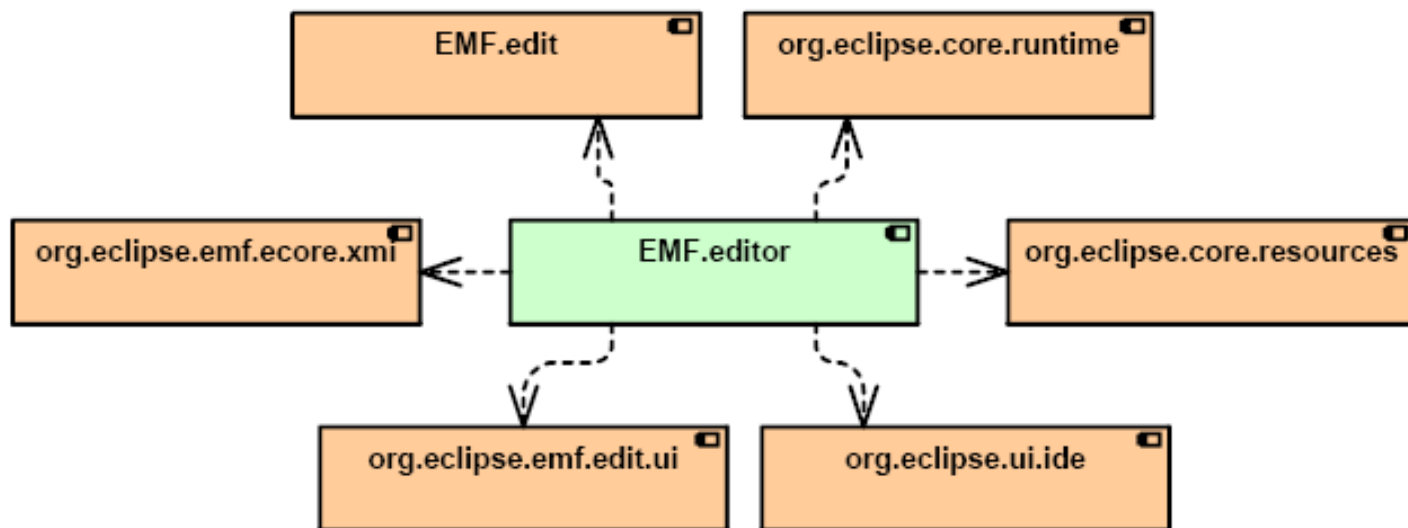 EMF.edit
org.eclipse.core.runtime
org.eclipse.emf.ecore.xmi
EMF.editor
org.eclipse.core.resources
org.eclipse.emf.edit.ui
org.eclipse.ui.ide